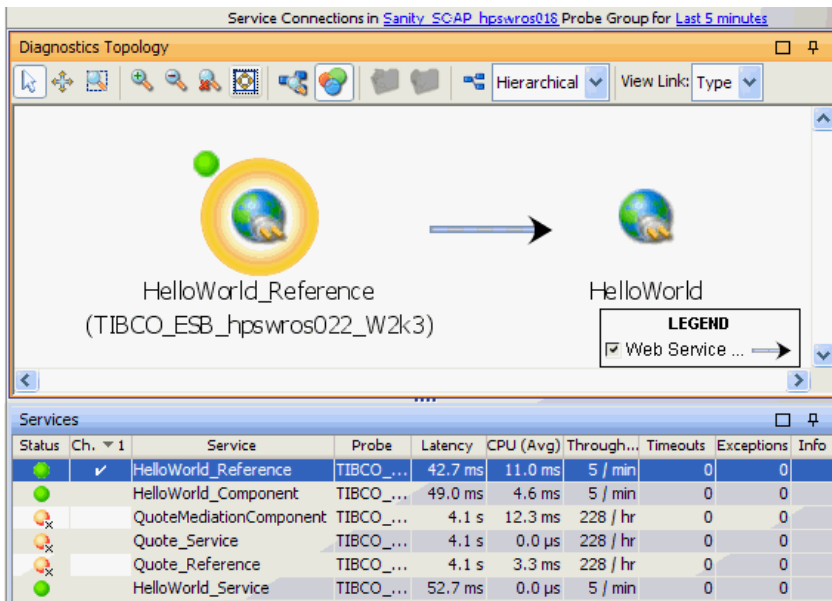 Service Connections in Sanity_SOAP_hpswros018 Probe Group for Last 5 minutes
Diagnostics Topology
Hierarchical View Link: Type
HelloWorld_Reference HelloWorld
(TIBCO_ESB_hpswros022_W2k3)
LEGEND
Web Service ...
Services
Status Ch. 1 Service Probe Latency CPU (Avg) Through... Timeouts Exceptions Info
HelloWorld_Reference TIBCO_... 42.7 ms 11.0 ms 5 / min 0 0
HelloWorld_Component TIBCO_... 49.0 ms 4.6 ms 5 / min 0 0
QuoteMediationComponent TIBCO_... 4.1 s 12.3 ms 228 / hr 0 0
Quote_Service TIBCO_... 4.1 s 0.0 µs 228 / hr 0 0
Quote_Reference TIBCO_... 4.1 s 3.3 ms 228 / hr 0 0
HelloWorld_Service TIBCO_... 52.7 ms 0.0 µs 5 / min 0 0